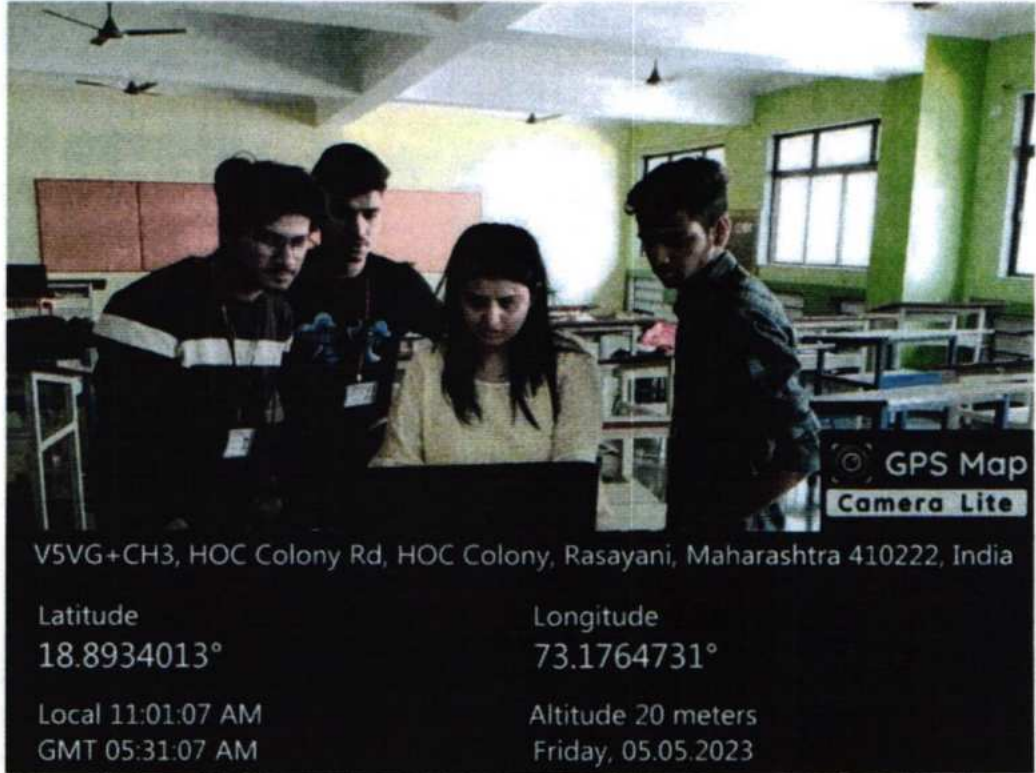 GPS Map
Camera Lite
V5VG+CH3, HOC Colony Rd, HOC Colony, Rasayani, Maharashtra 410222, India
Latitude
18.8934013°
Longitude
73.1764731°
Local 11:01:07 AM
GMT 05:31:07 AM
Altitude 20 meters
Friday, 05.05.2023